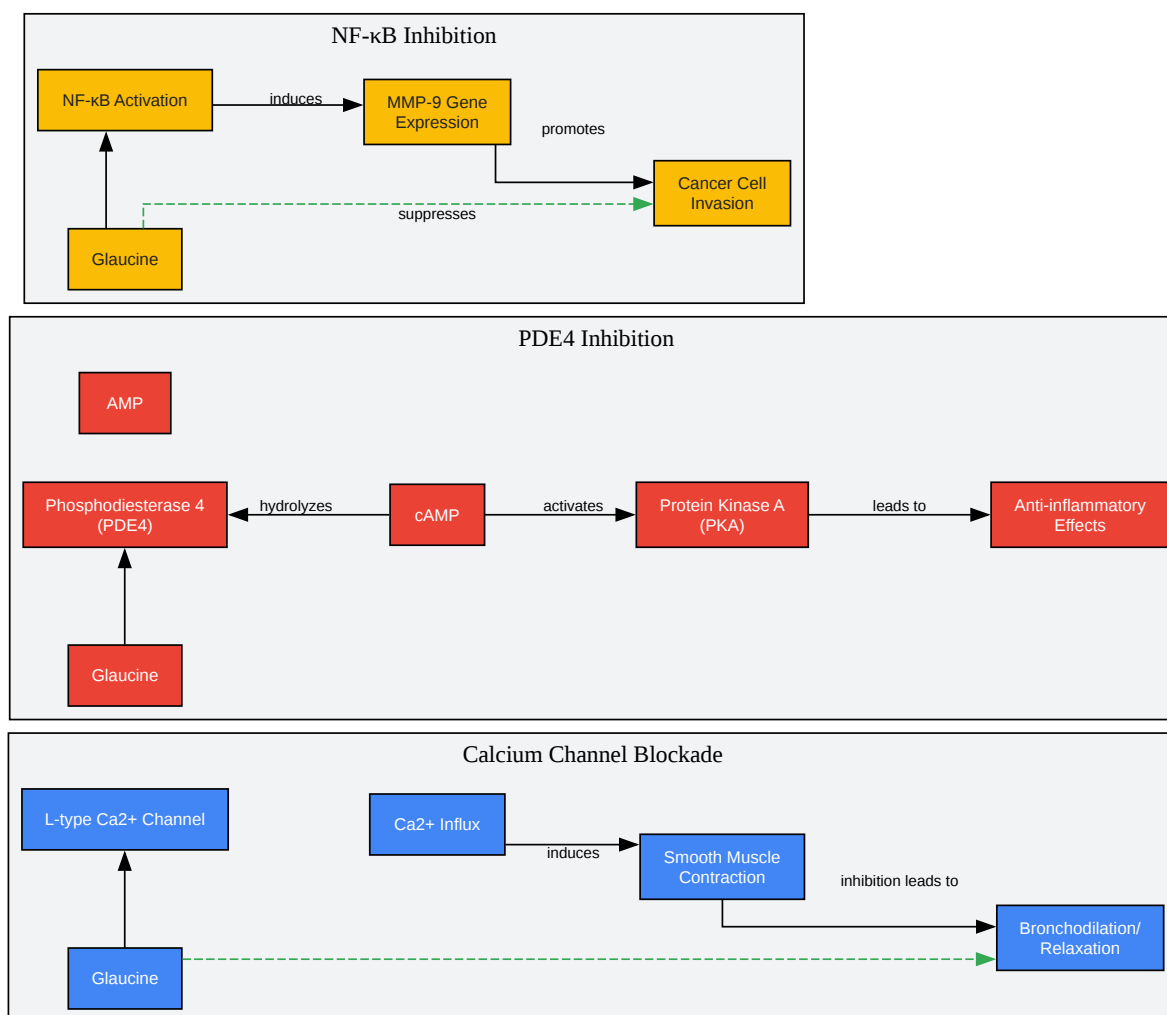 NF-κB Inhibition
NF-κB Activation
induces
MMP-9 Gene
Expression
promotes
Cancer Cell
Invasion
suppresses
Glaucine
PDE4 Inhibition
AMP
Phosphodiesterase 4
(PDE4)
hydrolyzes
cAMP
activates
Protein Kinase A
(PKA)
leads to
Anti-inflammatory
Effects
Glaucine
Calcium Channel Blockade
L-type Ca2+ Channel
Ca2+ Influx
induces
Smooth Muscle
Contraction
inhibition leads to
Bronchodilation/
Relaxation
Glaucine